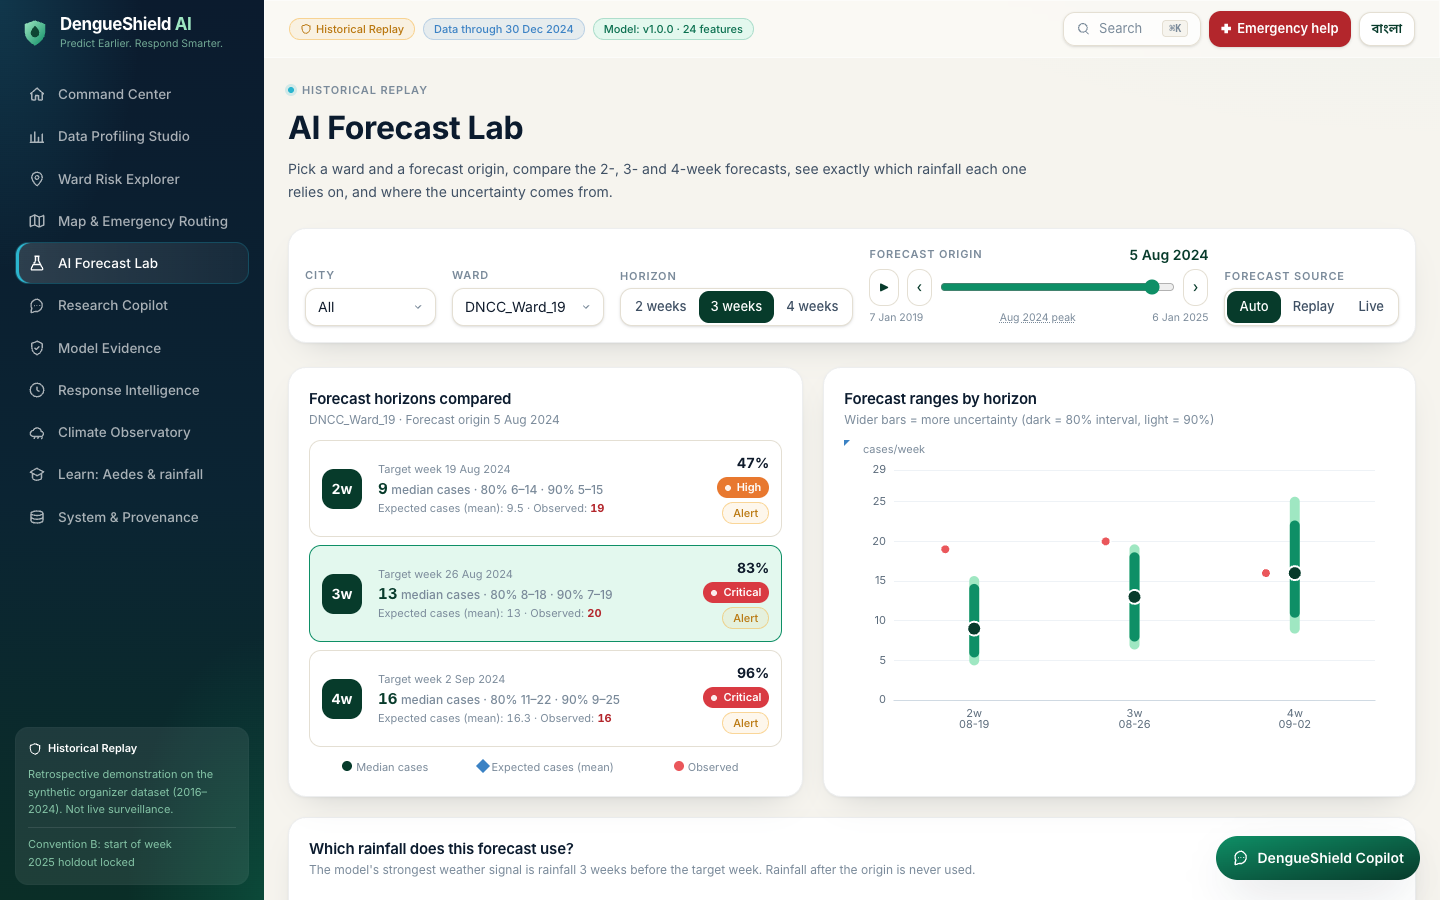 DengueShield AI
Predict Earlier. Respond Smarter.
Command Center
Data Profiling Studio
Ward Risk Explorer
Map & Emergency Routing
AI Forecast Lab
Research Copilot
Model Evidence
Response Intelligence
Climate Observatory
Learn: Aedes & rainfall
System & Provenance
Historical Replay
Retrospective demonstration on the
synthetic organizer dataset (2016–
2024). Not live surveillance.
Convention B: start of week
2025 holdout locked
Historical Replay
Data through 30 Dec 2024
Model: v1.0.0 · 24 features
Search ⌘K
Emergency help
বাংলা
HISTORICAL REPLAY
AI Forecast Lab
Pick a ward and a forecast origin, compare the 2-, 3- and 4-week forecasts, see exactly which rainfall each one
relies on, and where the uncertainty comes from.
CITY
All
WARD
DNCC_Ward_19
HORIZON
2 weeks 3 weeks 4 weeks
FORECAST ORIGIN 5 Aug 2024
7 Jan 2019 Aug 2024 peak 6 Jan 2025
FORECAST SOURCE
Auto Replay Live
Forecast horizons compared
DNCC_Ward_19 · Forecast origin 5 Aug 2024
2w
Target week 19 Aug 2024
9 median cases · 80% 6–14 · 90% 5–15
Expected cases (mean): 9.5 · Observed: 19
47%
High
Alert
3w
Target week 26 Aug 2024
13 median cases · 80% 8–18 · 90% 7–19
Expected cases (mean): 13 · Observed: 20
83%
Critical
Alert
4w
Target week 2 Sep 2024
16 median cases · 80% 11–22 · 90% 9–25
Expected cases (mean): 16.3 · Observed: 16
96%
Critical
Alert
Median cases Expected cases (mean) Observed
Forecast ranges by horizon
Wider bars = more uncertainty (dark = 80% interval, light = 90%)
cases/week
29
25
20
15
10
5
0
2w 3w 4w
08-19 08-26 09-02
Which rainfall does this forecast use?
The model's strongest weather signal is rainfall 3 weeks before the target week. Rainfall after the origin is never used.
DengueShield Copilot